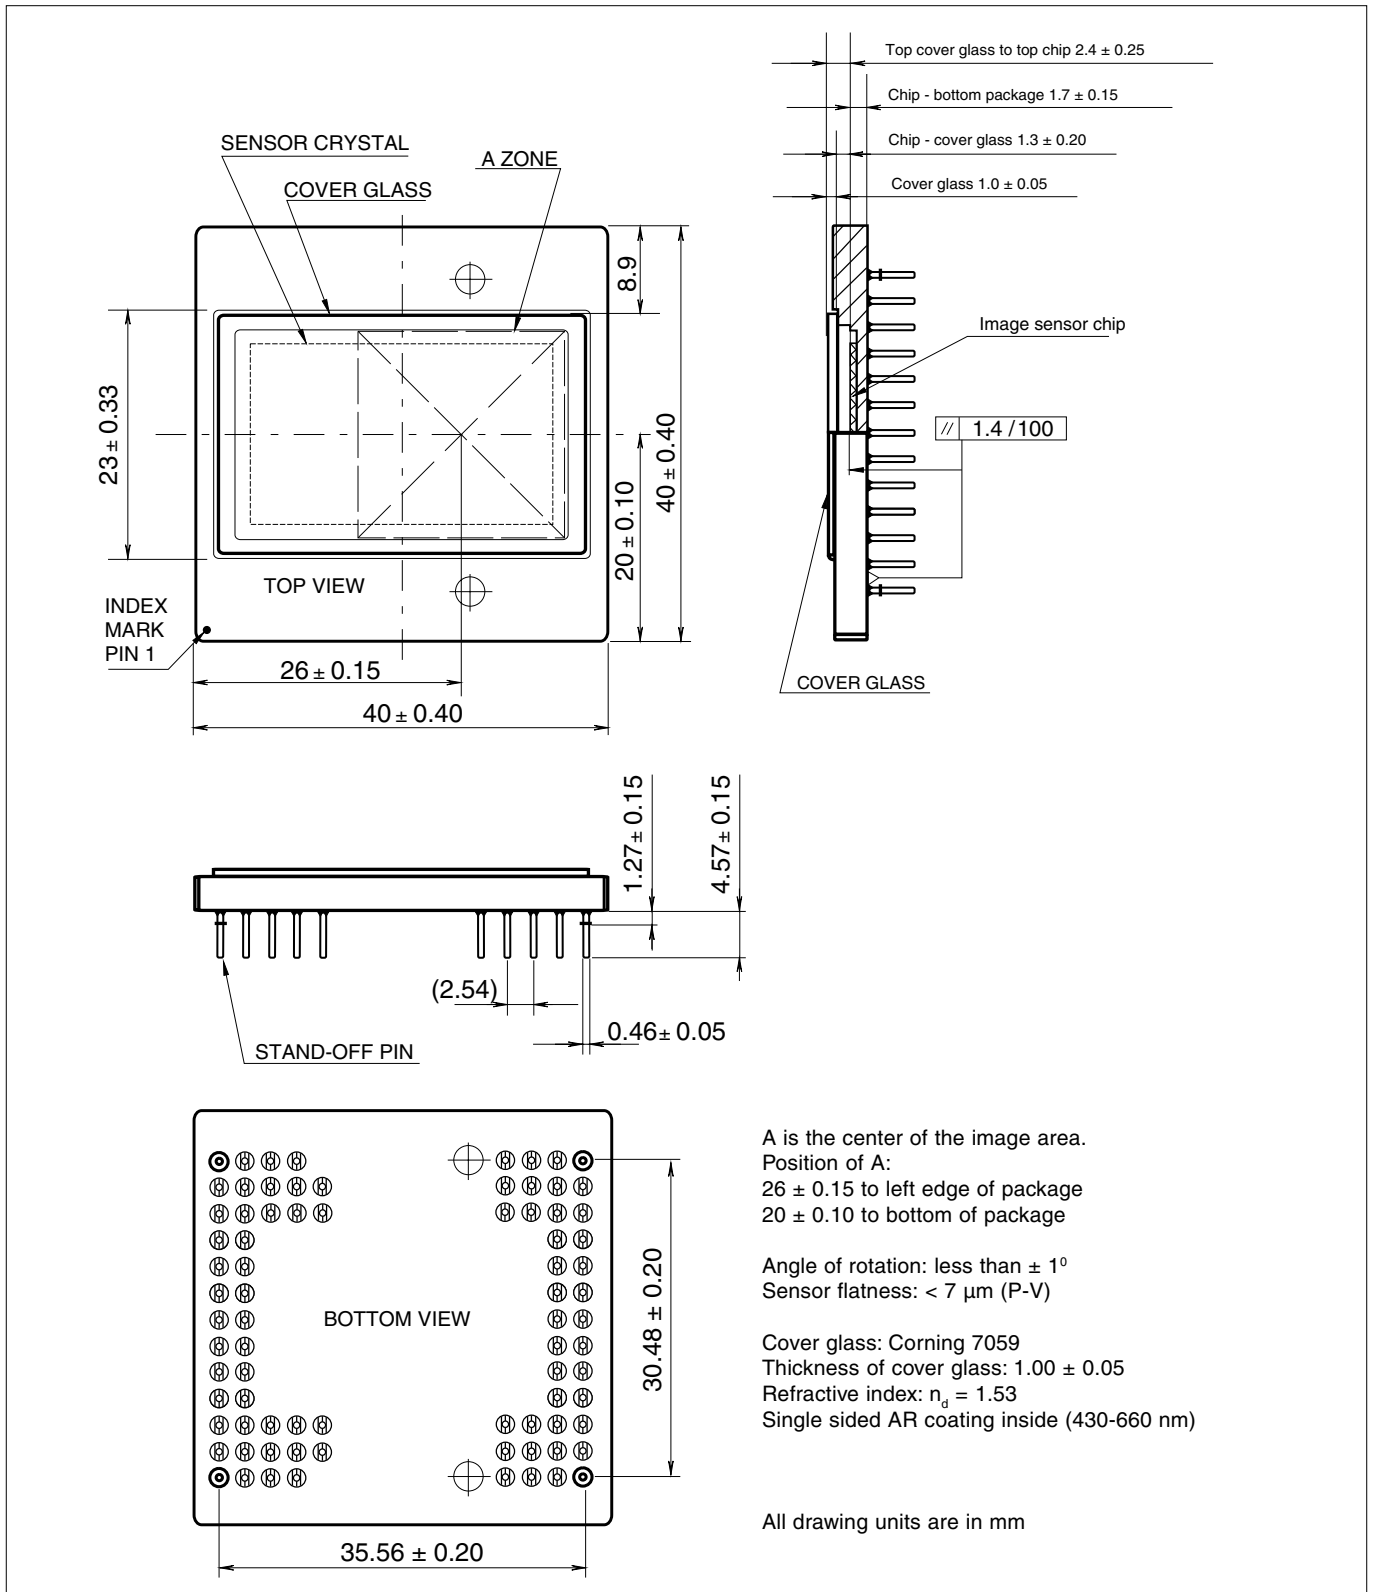 Top cover glass to top chip 2.4 ± 0.25
Chip - bottom package 1.7 ± 0.15
Chip - cover glass 1.3 ± 0.20
Cover glass 1.0 ± 0.05
SENSOR CRYSTAL
A ZONE
COVER GLASS
8.9
23 ± 0.33
40 ± 0.40
20 ± 0.10
Image sensor chip
// 1.4 / 100
TOP VIEW
INDEX
MARK
PIN 1
26 ± 0.15
40 ± 0.40
COVER GLASS
1.27 ± 0.15
4.57 ± 0.15
(2.54)
0.46 ± 0.05
STAND-OFF PIN
BOTTOM VIEW
30.48 ± 0.20
35.56 ± 0.20
A is the center of the image area.
Position of A:
26 ± 0.15 to left edge of package
20 ± 0.10 to bottom of package
Angle of rotation: less than ± 1⁰
Sensor flatness: < 7 µm (P-V)
Cover glass: Corning 7059
Thickness of cover glass: 1.00 ± 0.05
Refractive index: n_d = 1.53
Single sided AR coating inside (430-660 nm)
All drawing units are in mm